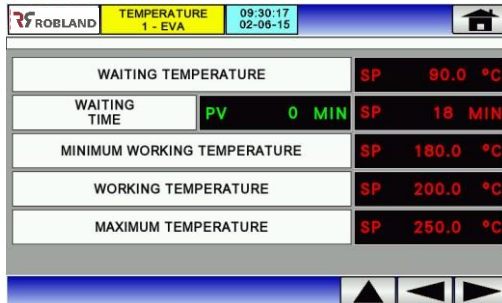 ROBLAND
TEMPERATURE
1 - EVA
09:30:17
02-06-15
WAITING TEMPERATURE SP 90.0 °C
WAITING
TIME
PV 0 MIN SP 18 MIN
MINIMUM WORKING TEMPERATURE SP 180.0 °C
WORKING TEMPERATURE SP 200.0 °C
MAXIMUM TEMPERATURE SP 250.0 °C